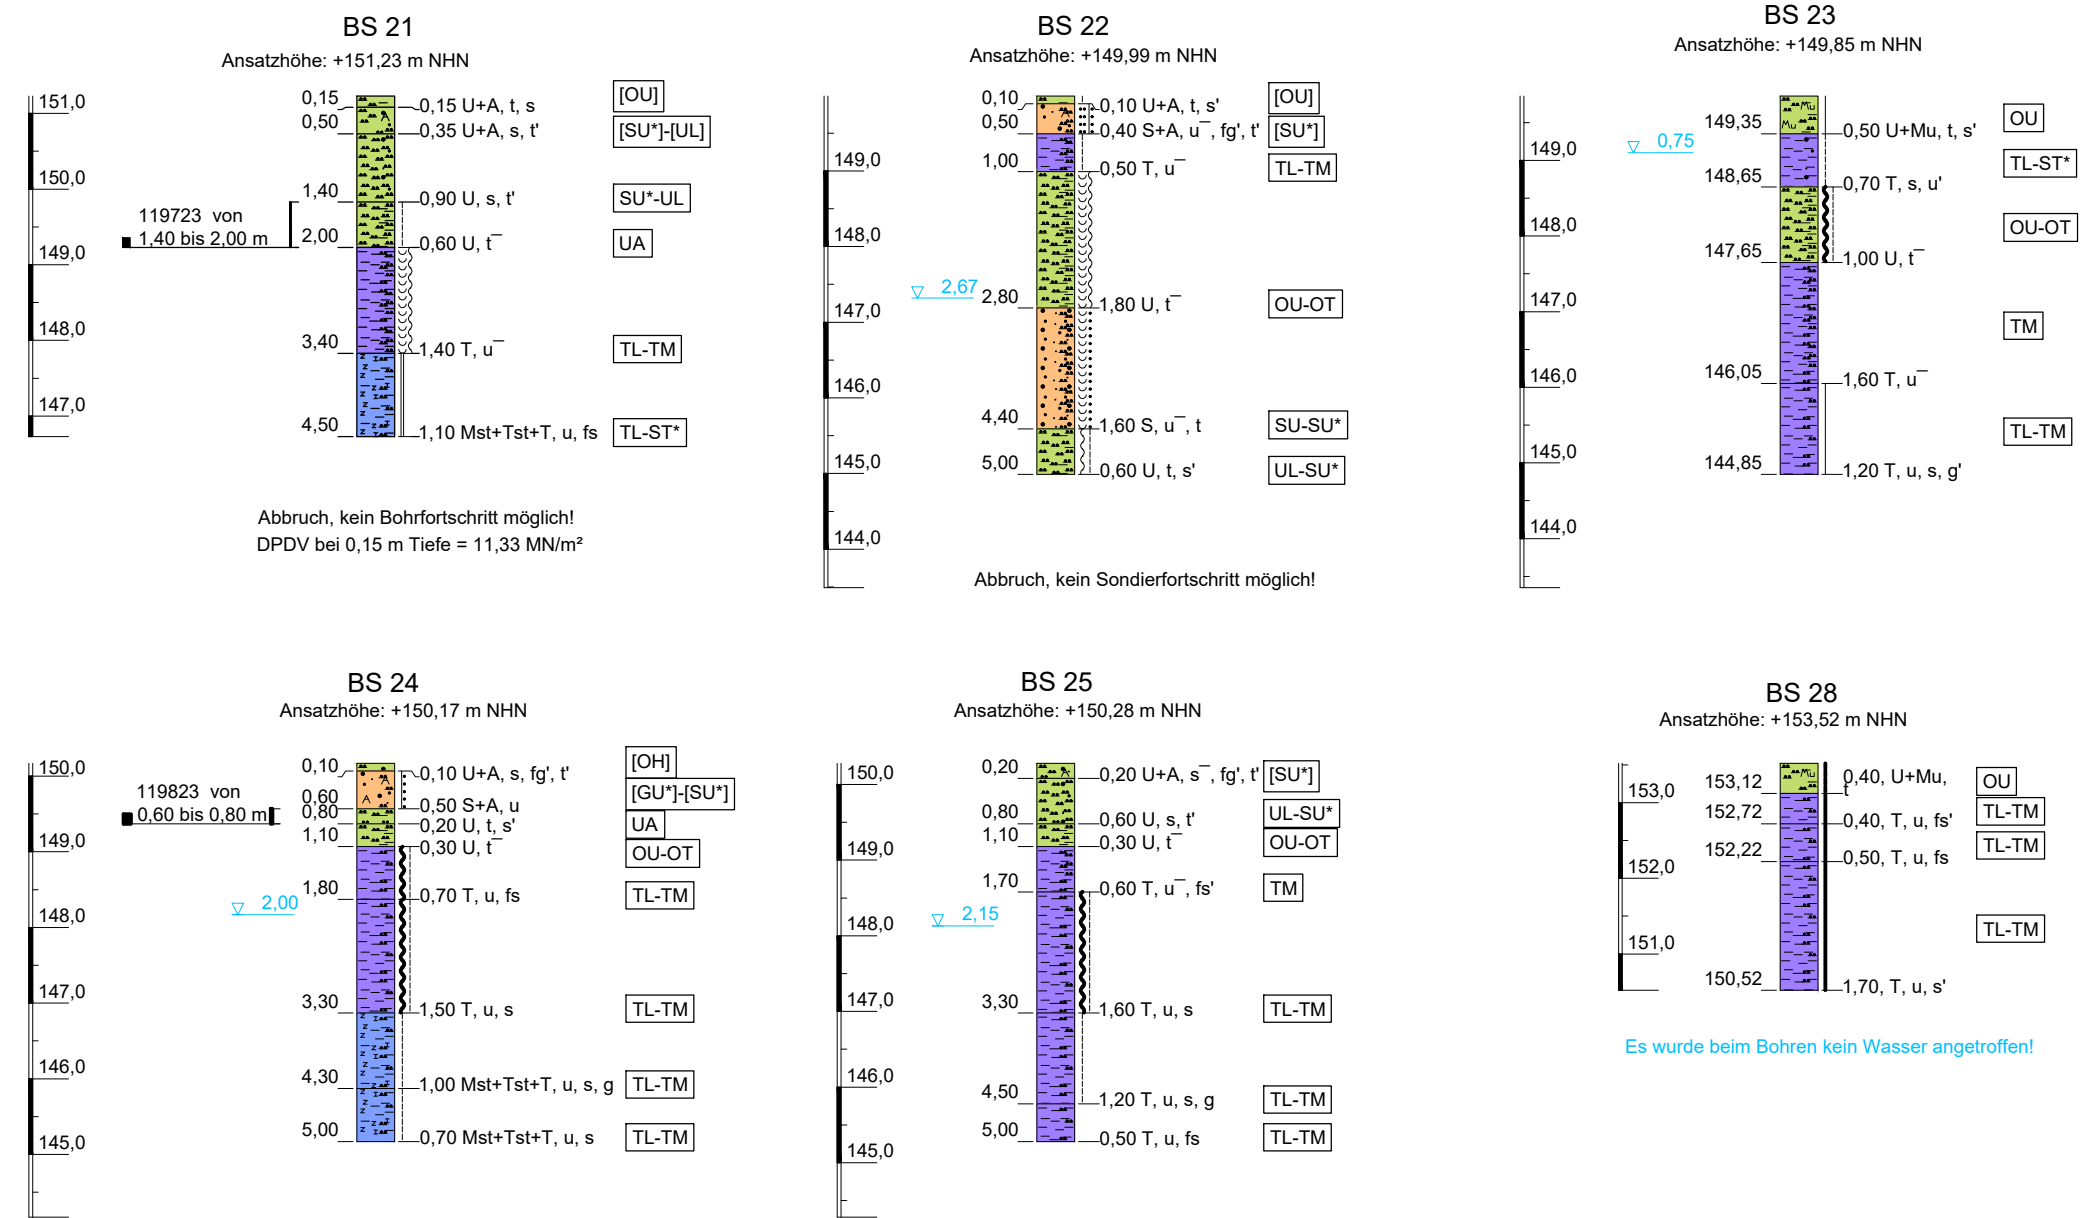 BS 21
Ansatzhöhe: +151,23 m NHN
151,0
150,0
149,0
148,0
147,0
119723 von
1,40 bis 2,00 m
0,15
0,50
1,40
2,00
3,40
4,50
0,15 U+A, t, s
0,35 U+A, s, t'
0,90 U, s, t'
0,60 U, t¯
1,40 T, u¯
1,10 Mst+Tst+T, u, fs
[OU]
[SU*]-[UL]
SU*-UL
UA
TL-TM
TL-ST*
Abbruch, kein Bohrfortschritt möglich!
DPDV bei 0,15 m Tiefe = 11,33 MN/m²
BS 22
Ansatzhöhe: +149,99 m NHN
149,0
148,0
147,0
146,0
145,0
144,0
2,67
0,10
0,50
1,00
2,80
4,40
5,00
0,10 U+A, t, s'
0,40 S+A, u¯, fg', t'
0,50 T, u¯
1,80 U, t¯
1,60 S, u¯, t
0,60 U, t, s'
[OU]
[SU*]
TL-TM
OU-OT
SU-SU*
UL-SU*
Abbruch, kein Sondierfortschritt möglich!
BS 23
Ansatzhöhe: +149,85 m NHN
149,0
148,0
147,0
146,0
145,0
144,0
0,75
149,35
148,65
147,65
146,05
144,85
Mu
Mu
0,50 U+Mu, t, s'
0,70 T, s, u'
1,00 U, t¯
1,60 T, u¯
1,20 T, u, s, g'
OU
TL-ST*
OU-OT
TM
TL-TM
BS 24
Ansatzhöhe: +150,17 m NHN
150,0
149,0
148,0
147,0
146,0
145,0
119823 von
0,60 bis 0,80 m
2,00
0,10
0,60
0,80
1,10
1,80
3,30
4,30
5,00
0,10 U+A, s, fg', t'
0,50 S+A, u
0,20 U, t, s'
0,30 U, t¯
0,70 T, u, fs
1,50 T, u, s
1,00 Mst+Tst+T, u, s, g
0,70 Mst+Tst+T, u, s
[OH]
[GU*]-[SU*]
UA
OU-OT
TL-TM
TL-TM
TL-TM
TL-TM
BS 25
Ansatzhöhe: +150,28 m NHN
150,0
149,0
148,0
147,0
146,0
145,0
2,15
0,20
0,80
1,10
1,70
3,30
4,50
5,00
0,20 U+A, s¯, fg', t'
0,60 U, s, t'
0,30 U, t¯
0,60 T, u¯, fs'
1,60 T, u, s
1,20 T, u, s, g
0,50 T, u, fs
[SU*]
UL-SU*
OU-OT
TM
TL-TM
TL-TM
TL-TM
BS 28
Ansatzhöhe: +153,52 m NHN
153,0
152,0
151,0
153,12
152,72
152,22
150,52
Mu
0,40, U+Mu,
t
0,40, T, u, fs'
0,50, T, u, fs
1,70, T, u, s'
OU
TL-TM
TL-TM
TL-TM
Es wurde beim Bohren kein Wasser angetroffen!